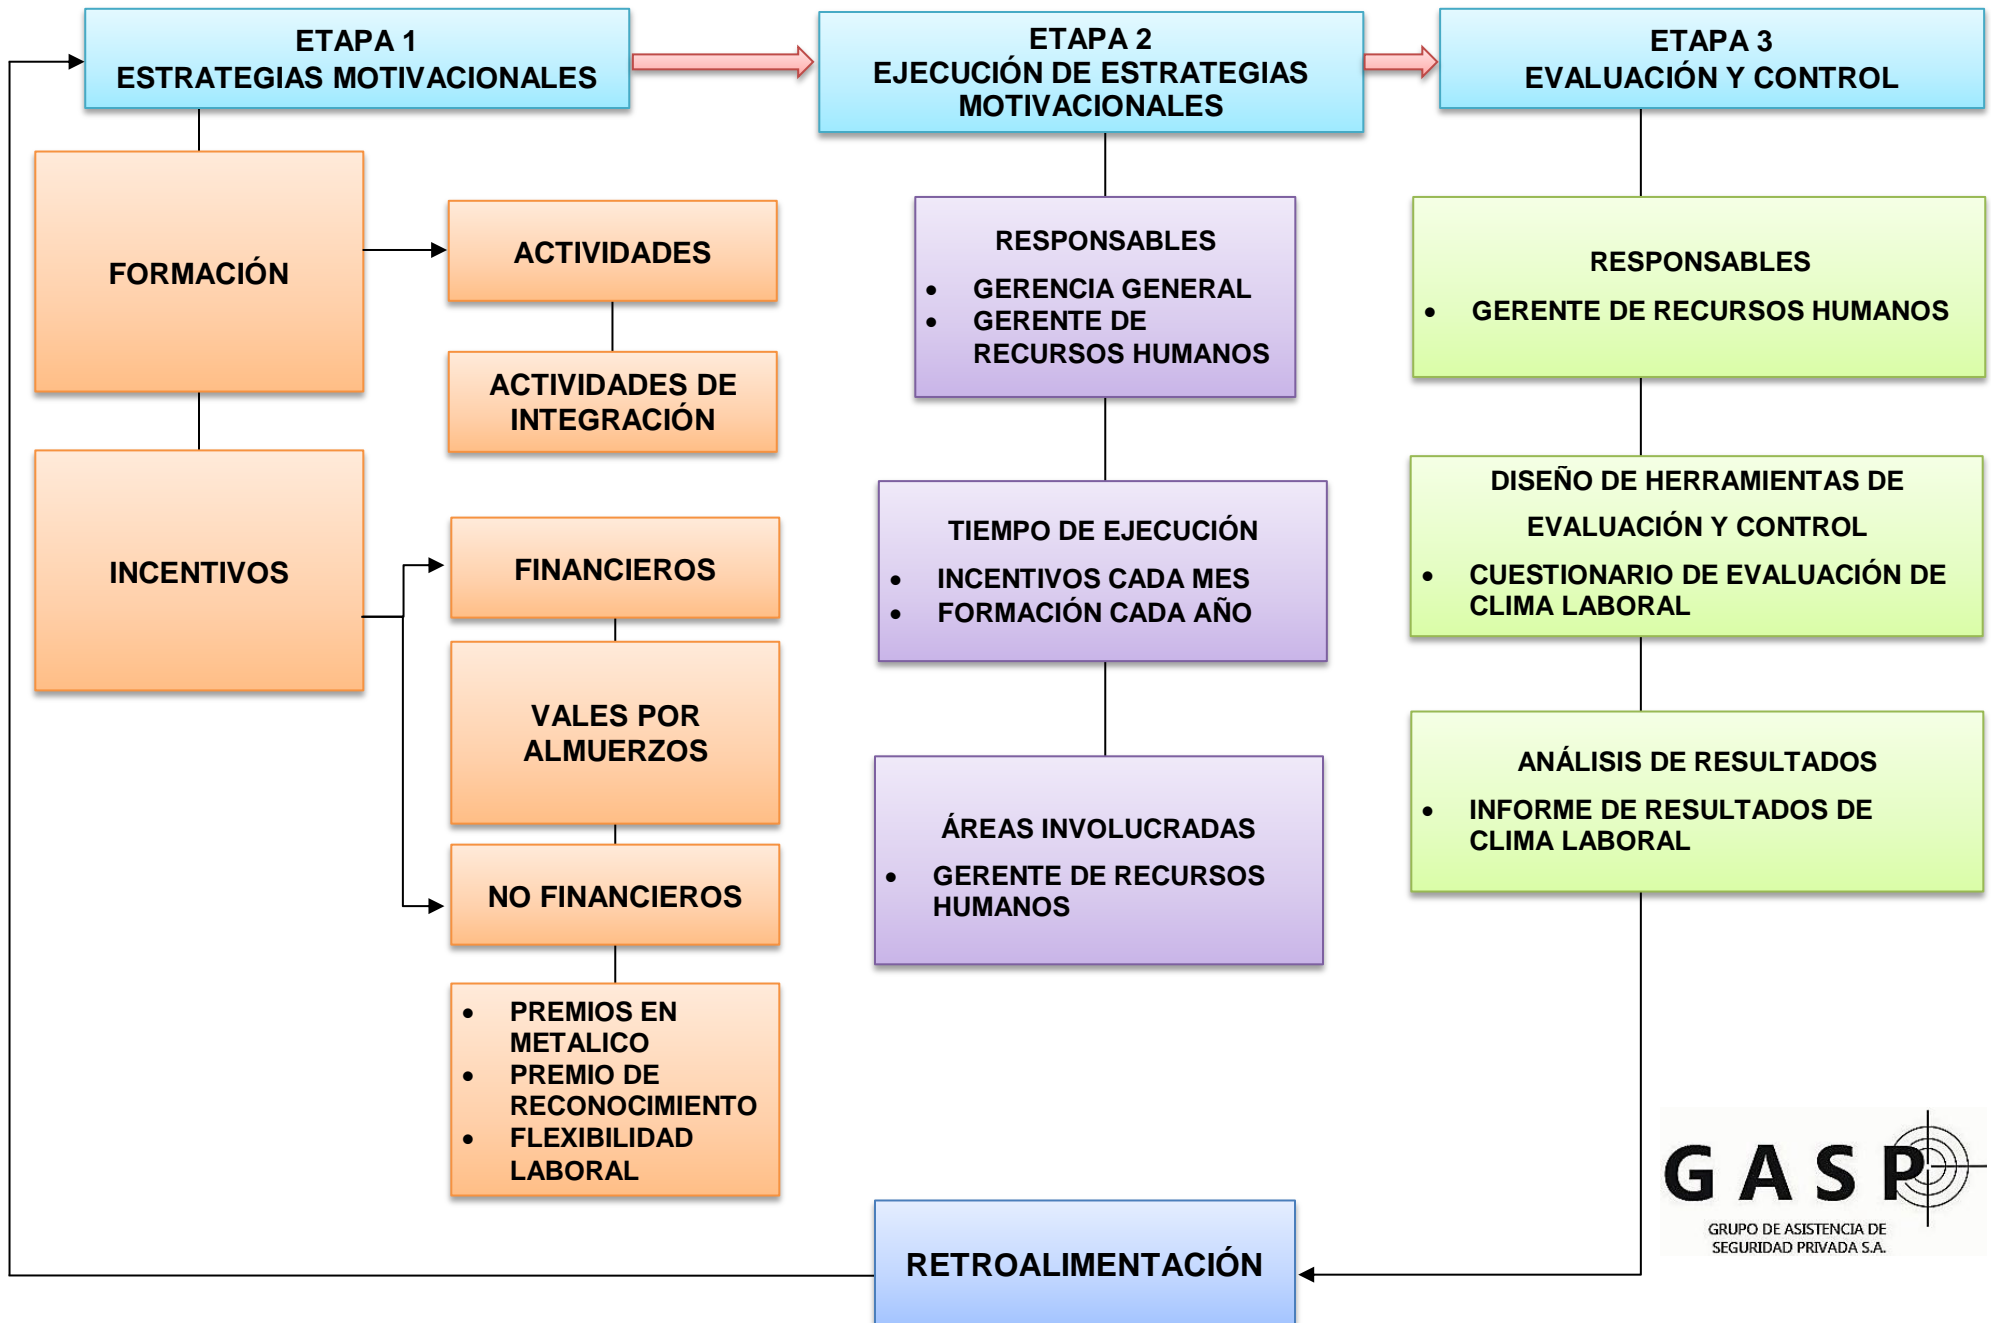 ETAPA 1
ESTRATEGIAS MOTIVACIONALES
FORMACIÓN
ACTIVIDADES
ACTIVIDADES DE
INTEGRACIÓN
INCENTIVOS
FINANCIEROS
VALES POR
ALMUERZOS
NO FINANCIEROS
• PREMIOS EN
METALICO
• PREMIO DE
RECONOCIMIENTO
• FLEXIBILIDAD
LABORAL
ETAPA 2
EJECUCIÓN DE ESTRATEGIAS
MOTIVACIONALES
RESPONSABLES
• GERENCIA GENERAL
• GERENTE DE
RECURSOS HUMANOS
TIEMPO DE EJECUCIÓN
• INCENTIVOS CADA MES
• FORMACIÓN CADA AÑO
ÁREAS INVOLUCRADAS
• GERENTE DE RECURSOS
HUMANOS
ETAPA 3
EVALUACIÓN Y CONTROL
RESPONSABLES
• GERENTE DE RECURSOS HUMANOS
DISEÑO DE HERRAMIENTAS DE
EVALUACIÓN Y CONTROL
• CUESTIONARIO DE EVALUACIÓN DE
CLIMA LABORAL
ANÁLISIS DE RESULTADOS
• INFORME DE RESULTADOS DE
CLIMA LABORAL
RETROALIMENTACIÓN
GASP
GRUPO DE ASISTENCIA DE
SEGURIDAD PRIVADA S.A.